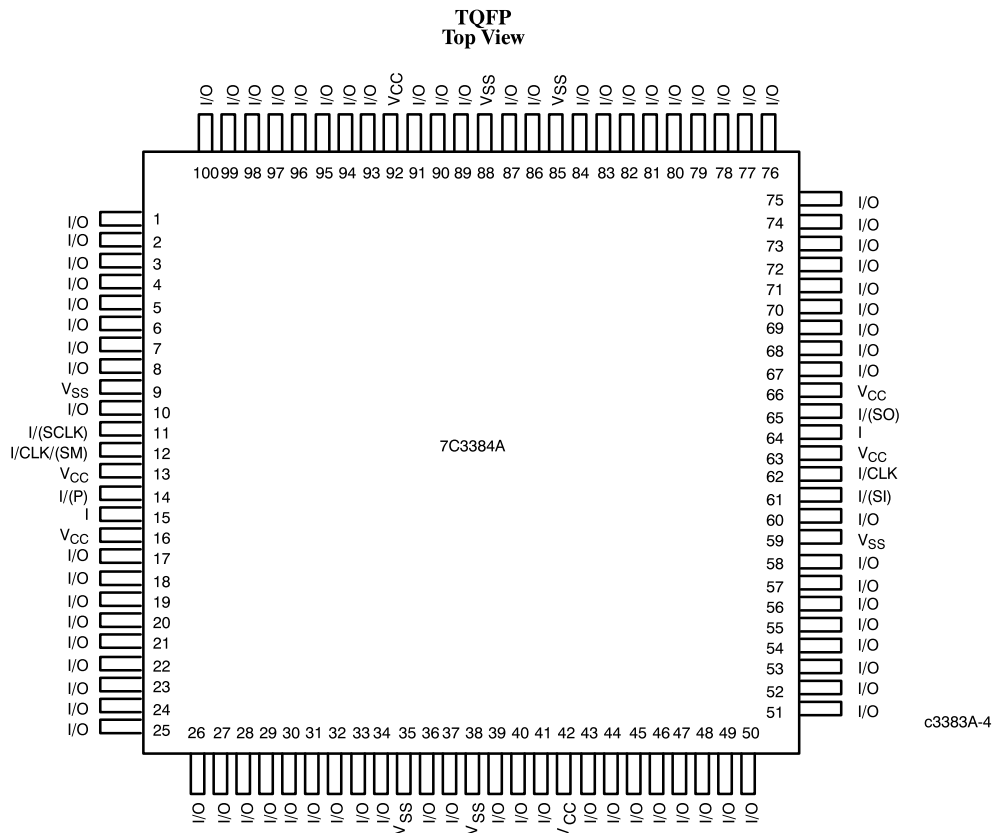 TQFP
Top View
I/O I/O I/O I/O I/O I/O I/O I/O VCC I/O I/O I/O VSS I/O I/O VSS I/O I/O I/O I/O I/O I/O I/O I/O I/O
100 99 98 97 96 95 94 93 92 91 90 89 88 87 86 85 84 83 82 81 80 79 78 77 76
75 I/O
I/O 1 74 I/O
I/O 2 73 I/O
I/O 3 72 I/O
I/O 4 71 I/O
I/O 5 70 I/O
I/O 6 69 I/O
I/O 7 68 I/O
I/O 8 67 I/O
VSS 9 66 VCC
I/O 10 65 I/(SO)
I/(SCLK) 11 64 I
I/CLK/(SM) 12 7C3384A 63 VCC
VCC 13 62 I/CLK
I/(P) 14 61 I/(SI)
I 15 60 I/O
VCC 16 59 VSS
I/O 17 58 I/O
I/O 18 57 I/O
I/O 19 56 I/O
I/O 20 55 I/O
I/O 21 54 I/O
I/O 22 53 I/O
I/O 23 52 I/O
I/O 24 51 I/O
I/O 25
c3383A-4
26 27 28 29 30 31 32 33 34 35 36 37 38 39 40 41 42 43 44 45 46 47 48 49 50
I/O I/O I/O I/O I/O I/O I/O I/O I/O VSS I/O I/O VSS I/O I/O I/O CC I/O I/O I/O I/O I/O I/O I/O I/O